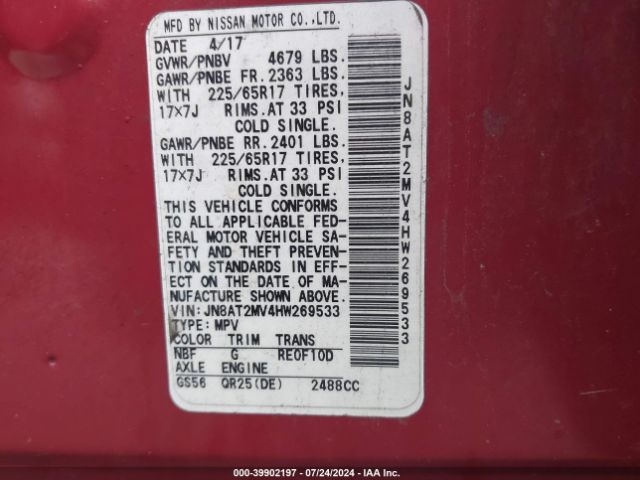 MFD BY NISSAN MOTOR CO.,LTD.
DATE 4/17
GVWR/PNBV 4679 LBS.
GAWR/PNBE FR. 2363 LBS.
WITH 225/65R17 TIRES,
17x7J RIMS.AT 33 PSI
COLD SINGLE.
GAWR/PNBE RR. 2401 LBS.
WITH 225/65R17 TIRES,
17x7J RIMS.AT 33 PSI
COLD SINGLE.
THIS VEHICLE CONFORMS
TO ALL APPLICABLE FED-
ERAL MOTOR VEHICLE SA-
FETY AND THEFT PREVEN-
TION STANDARDS IN EFF-
ECT ON THE DATE OF MA-
NUFACTURE SHOWN ABOVE.
VIN:JN8AT2MV4HW269533
TYPE:MPV
COLOR TRIM TRANS
NBF G RE0F10D
AXLE ENGINE
GS56 QR25(DE) 2488CC
JN8AT2MV4HW269533
000-39902197 - 07/24/2024 - IAA Inc.